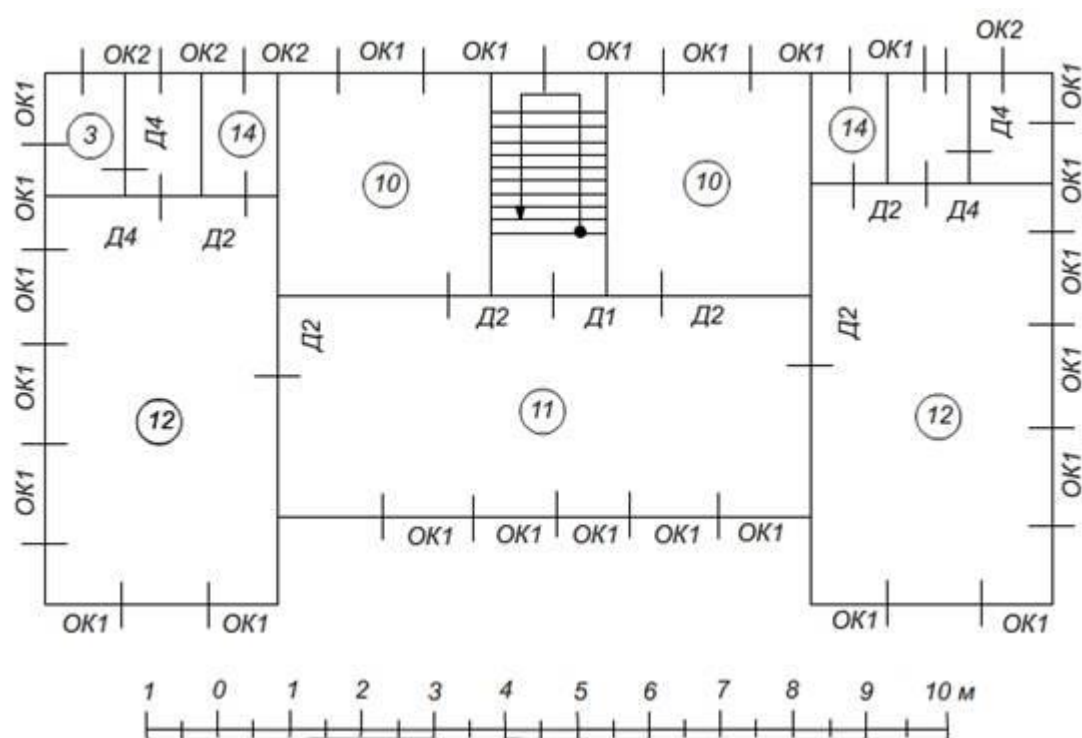 ОК2
ОК2 ОК2 ОК2 ОК1 ОК1 ОК1 ОК1 ОК1 ОК1
ОК1 ОК1
3 Д4 14 14 Д4
10 10
ОК1 ОК1
Д4 Д2 Д2 Д4
ОК1 ОК1
Д2 Д2 Д1 Д2 Д2
ОК1 ОК1
12 11 12
ОК1 ОК1
ОК1 ОК1 ОК1 ОК1 ОК1
ОК1 ОК1 ОК1 ОК1
1 0 1 2 3 4 5 6 7 8 9 10 м